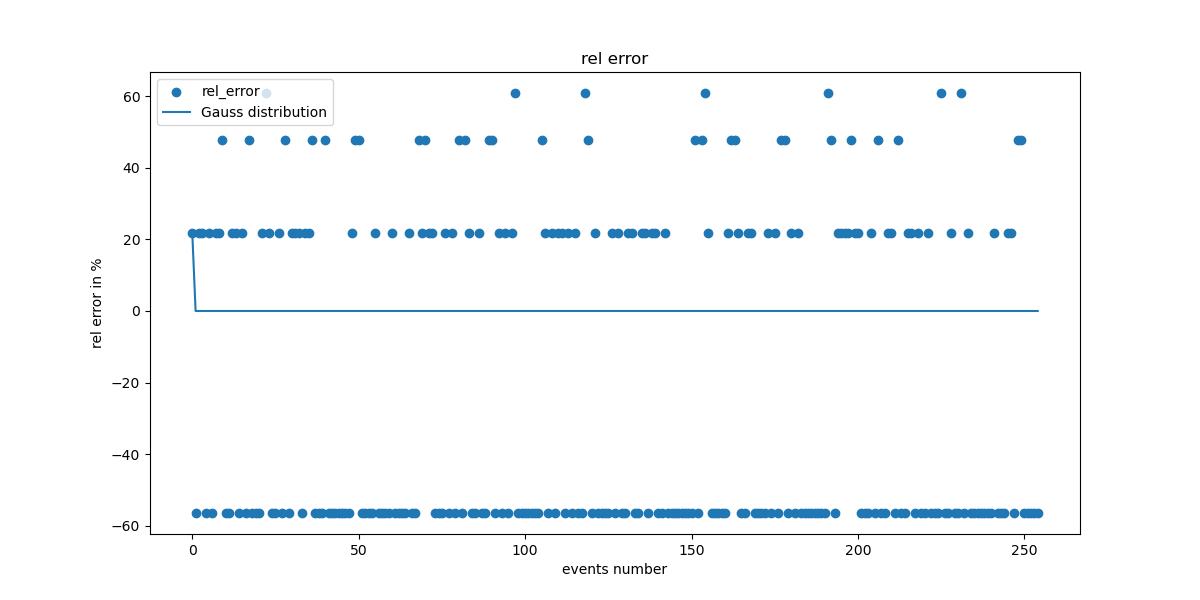 rel error
rel_error
Gauss distribution
60
40
20
0
−20
−40
−60
rel error in %
0
50
100
150
200
250
events number